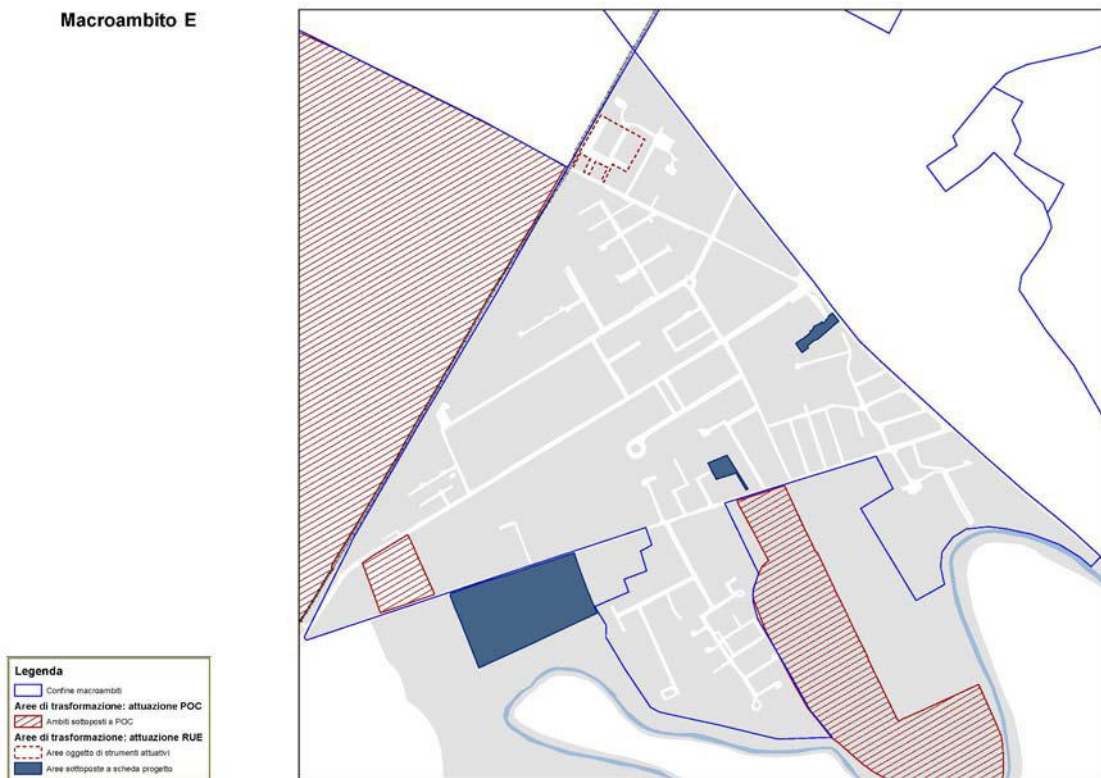 Macroambito E
Legenda
Confine macroambiti
Aree di trasformazione: attuazione POC
Ambiti sottoposti a POC
Aree di trasformazione: attuazione RUE
Aree oggetto di strumenti attuativi
Aree sottoposte a scheda progetto